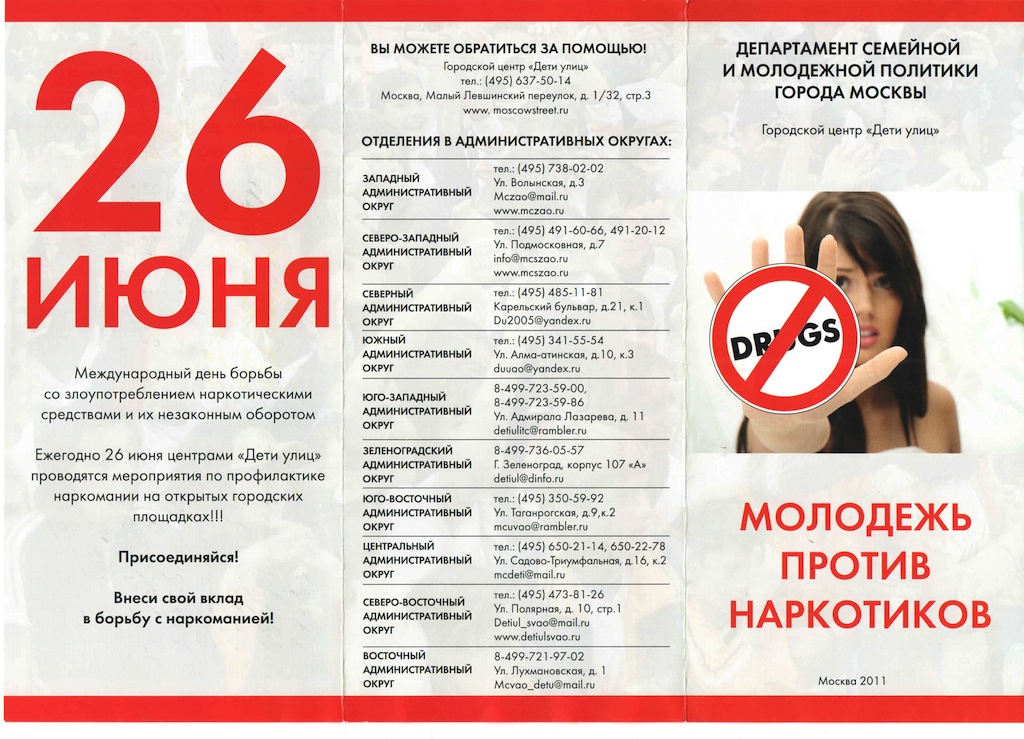 26
ИЮНЯ
Международный день борьбы
со злоупотреблением наркотическими
средствами и их незаконным оборотом
Ежегодно 26 июня центрами «Дети улиц»
проводятся мероприятия по профилактике
наркомании на открытых городских
площадках!!!
Присоединяйся!
Внеси свой вклад
в борьбу с наркоманией!
ВЫ МОЖЕТЕ ОБРАТИТЬСЯ ЗА ПОМОЩЬЮ!
Городской центр «Дети улиц»
тел.: (495) 637-50-14
Москва, Малый Левшинский переулок, д. 1/32, стр.3
www. moscowstreet.ru
ОТДЕЛЕНИЯ В АДМИНИСТРАТИВНЫХ ОКРУГАХ:
ЗАПАДНЫЙ
АДМИНИСТРАТИВНЫЙ
ОКРУГ
тел.: (495) 738-02-02
Ул. Волынская, д.3
Mczao@mail.ru
www.mczao.ru
СЕВЕРО-ЗАПАДНЫЙ
АДМИНИСТРАТИВНЫЙ
ОКРУГ
тел.: (495) 491-60-66, 491-20-12
Ул. Подмосковная, д.7
info@mcszao.ru
www.mcszao.ru
СЕВЕРНЫЙ
АДМИНИСТРАТИВНЫЙ
ОКРУГ
тел.: (495) 485-11-81
Карельский бульвар, д.21, к.1
Du2005@yandex.ru
ЮЖНЫЙ
АДМИНИСТРАТИВНЫЙ
ОКРУГ
тел.: (495) 341-55-54
Ул. Алма-атинская, д.10, к.3
duuao@yandex.ru
ЮГО-ЗАПАДНЫЙ
АДМИНИСТРАТИВНЫЙ
ОКРУГ
8-499-723-59-00,
8-499-723-59-86
Ул. Адмирала Лазарева, д. 11
detiulitc@rambler.ru
ЗЕЛЕНОГРАДСКИЙ
АДМИНИСТРАТИВНЫЙ
ОКРУГ
8-499-736-05-57
Г. Зеленоград, корпус 107 «А»
detiul@dinfo.ru
ЮГО-ВОСТОЧНЫЙ
АДМИНИСТРАТИВНЫЙ
ОКРУГ
тел.: (495) 350-59-92
Ул. Таганрогская, д.9,к.2
mcuvao@rambler.ru
ЦЕНТРАЛЬНЫЙ
АДМИНИСТРАТИВНЫЙ
ОКРУГ
тел.: (495) 650-21-14, 650-22-78
Ул. Садово-Триумфальная, д.16, к.2
mcdeti@mail.ru
СЕВЕРО-ВОСТОЧНЫЙ
АДМИНИСТРАТИВНЫЙ
ОКРУГ
тел.: (495) 473-81-26
Ул. Полярная, д. 10, стр.1
Detiul_svao@mail.ru
www.detiulsvao.ru
ВОСТОЧНЫЙ
АДМИНИСТРАТИВНЫЙ
ОКРУГ
8-499-721-97-02
Ул. Лухмановская, д. 1
Mcvao_detu@mail.ru
ДЕПАРТАМЕНТ СЕМЕЙНОЙ
И МОЛОДЕЖНОЙ ПОЛИТИКИ
ГОРОДА МОСКВЫ
Городской центр «Дети улиц»
DRUGS
МОЛОДЕЖЬ
ПРОТИВ
НАРКОТИКОВ
Москва 2011